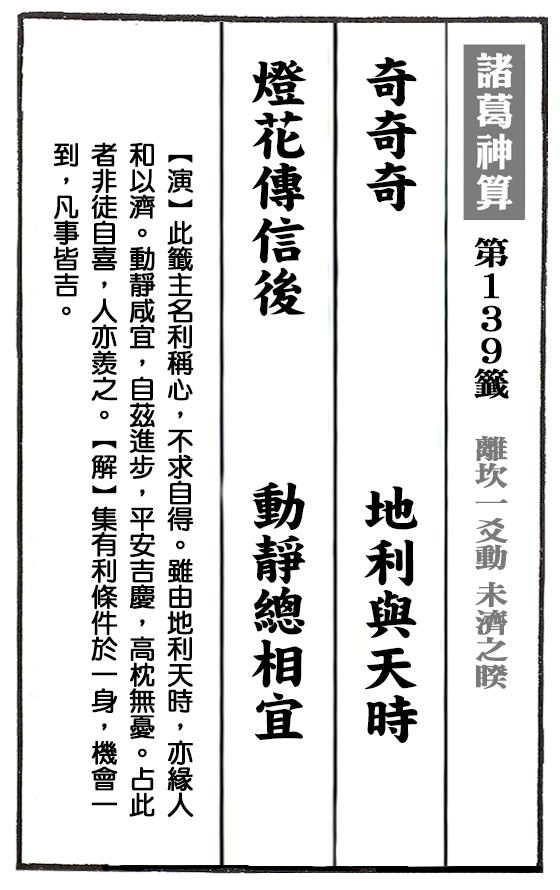 諸葛神算 第139籤 離坎一爻動 未濟之睽
奇奇奇 地利與天時
燈花傳信後 動靜總相宜
【演】此籤主名利稱心，不求自得。雖由地利天時，亦緣人
和以濟。動靜咸宜，自茲進步，平安吉慶，高枕無憂。占此
者非徒自喜，人亦羨之。【解】集有利條件於一身，機會一
到，凡事皆吉。